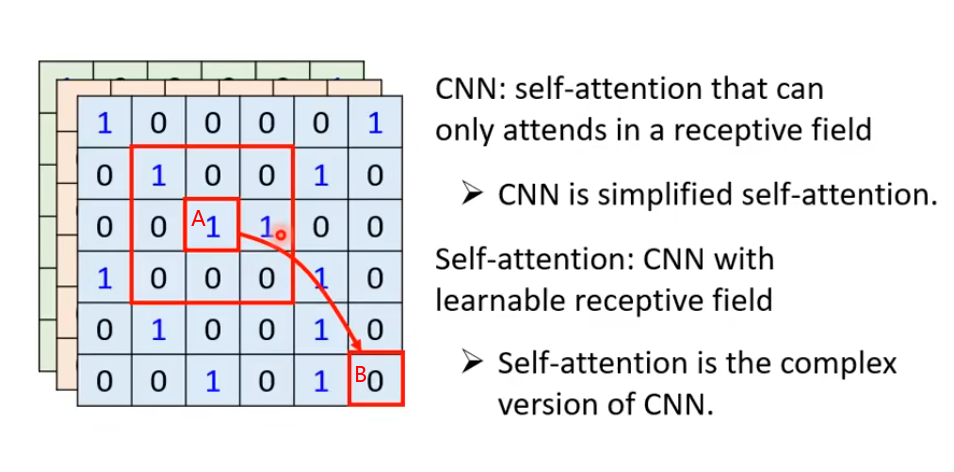 CNN: self-attention that can
only attends in a receptive field
➢ CNN is simplified self-attention.
Self-attention: CNN with
learnable receptive field
➢ Self-attention is the complex
version of CNN.
1 0 0 0 0 1
0 1 0 0 1 0
0 0 A1 1 0 0
1 0 0 0 1 0
0 1 0 0 1 0
0 0 1 0 1 B0